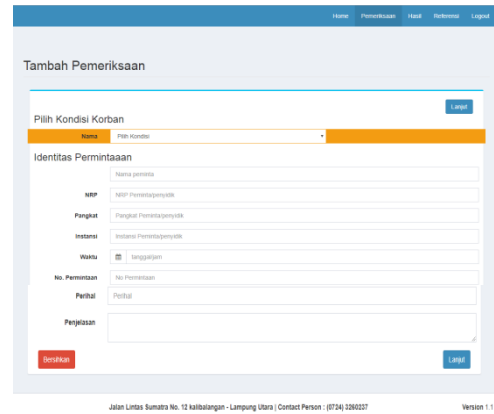 Home Pemeriksaan Hasil Referensi Logout
Tambah Pemeriksaan
Lanjut
Pilih Kondisi Korban
Nama Pilih Kondisi
Identitas Permintaaan
Nama peminta
NRP NRP Peminta/penyidik
Pangkat Pangkat Peminta/penyidik
Instansi Instansi Peminta/penyidik
Waktu tanggal/jam
No. Permintaan No Permintaan
Perihal Perihal
Penjelasan
Bersihkan Lanjut
Jalan Lintas Sumatra No. 12 kalibalangan - Lampung Utara | Contact Person : (0724) 3260237 Version 1.1